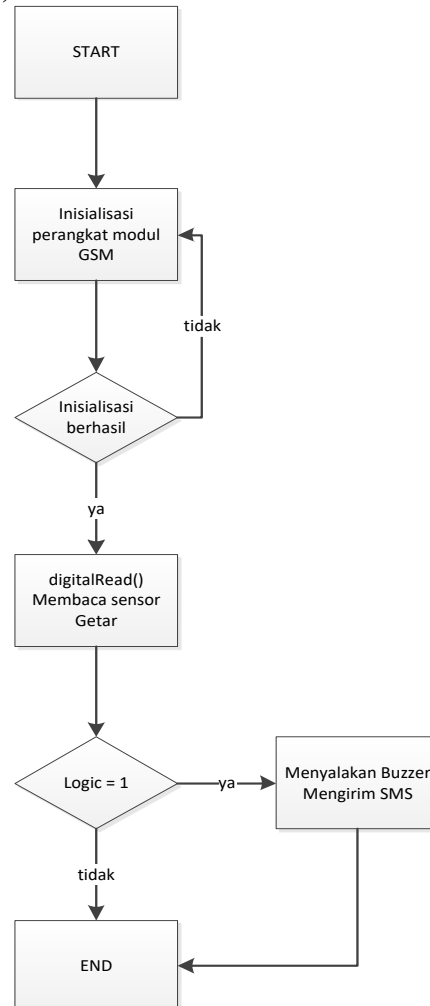 START
Inisialisasi
perangkat modul
GSM
tidak
Inisialisasi
berhasil
ya
digitalRead()
Membaca sensor
Getar
Logic = 1
ya
Menyalakan Buzzer
Mengirim SMS
tidak
END